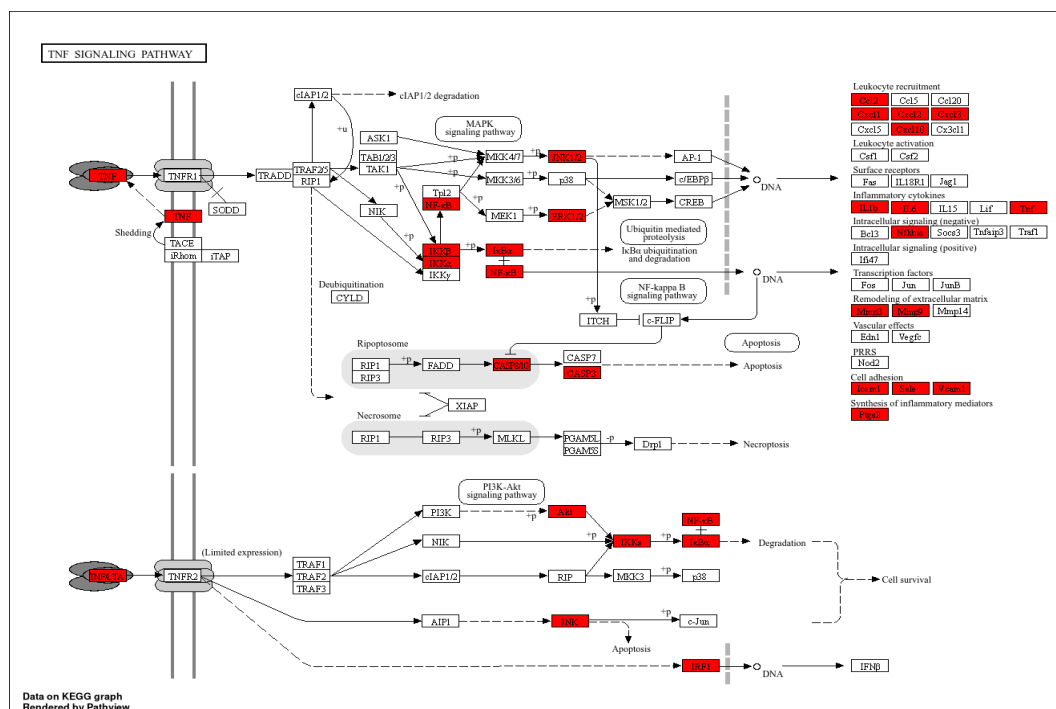 TNF SIGNALING PATHWAY
cIAP1/2
cIAP1/2 degradation
+u
MAPK
signaling pathway
ASK1
TAB1/2/3
TAK1
+p
+p
+p
+p
MKK4/7
+p
JNK1/2
AP-1
TNF
TNFR1
TRADD
TRAF2/5
RIP1
MKK3/6
p38
c/EBPβ
DNA
Tpl2
NF-κB
MEK1
+p
ERK1/2
MSK1/2
CREB
TNF
SODD
NIK
Shedding
TACE
iRhom
iTAP
+p
IKKβ
IKKα
IKKγ
+p
IκBα
NF-κB
Ubiquitin mediated
proteolysis
IκBα ubiquitination
and degradation
DNA
Deubiquitination
CYLD
NF-kappa B
signaling pathway
+p
ITCH
c-FLIP
Ripoptosome
RIP1
RIP3
+p
FADD
CASP8/10
CASP7
CASP3
Apoptosis
Apoptosis
XIAP
Necrosome
RIP1
RIP3
+p
MLKL
PGAM5L
PGAM5S
-p
Drp1
Necroptosis
Leukocyte recruitment
Ccl2 Ccl5 Ccl20
Cxcl1 Cxcl2 Cxcl3
Cxcl5 Cxcl10 Cx3cl1
Leukocyte activation
Csf1 Csf2
Surface receptors
Fas IL18R1 Jag1
Inflammatory cytokines
IL1b IL6 IL15 Lif Tnf
Intracellular signaling (negative)
Bcl3 Nfkbia Socs3 Tnfaip3 Traf1
Intracellular signaling (positive)
Ifi47
Transcription factors
Fos Jun JunB
Remodeling of extracellular matrix
Mmp3 Mmp9 Mmp14
Vascular effects
Edn1 Vegfc
PRRS
Nod2
Cell adhesion
Icam1 Sele Vcam1
Synthesis of inflammatory mediators
Ptgs2
PI3K-Akt
signaling pathway
PI3K
+p
Akt
NF-κB
(Limited expression)
NIK
+p
IKKα
+p
IκBα
Degradation
TNFR2
TRAF1
TRAF2
TRAF3
cIAP1/2
RIP
MKK3
+p
p38
Cell survival
AIP1
JNK
+p
c-Jun
Apoptosis
IRF1
DNA
IFNβ
Data on KEGG graph
Rendered by Pathview